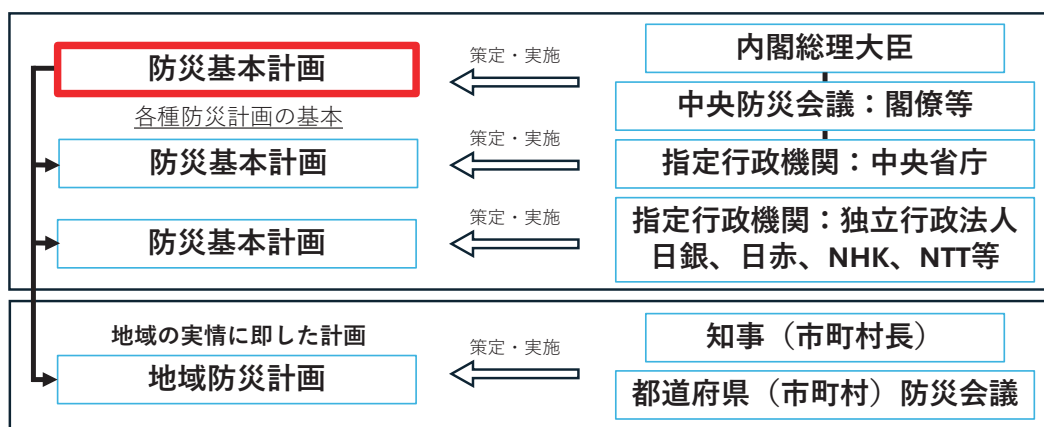 防災基本計画
策定・実施
内閣総理大臣
各種防災計画の基本
中央防災会議：閣僚等
防災基本計画
策定・実施
指定行政機関：中央省庁
防災基本計画
策定・実施
指定行政機関：独立行政法人
日銀、日赤、NHK、NTT等
地域の実情に即した計画
地域防災計画
策定・実施
知事（市町村長）
都道府県（市町村）防災会議